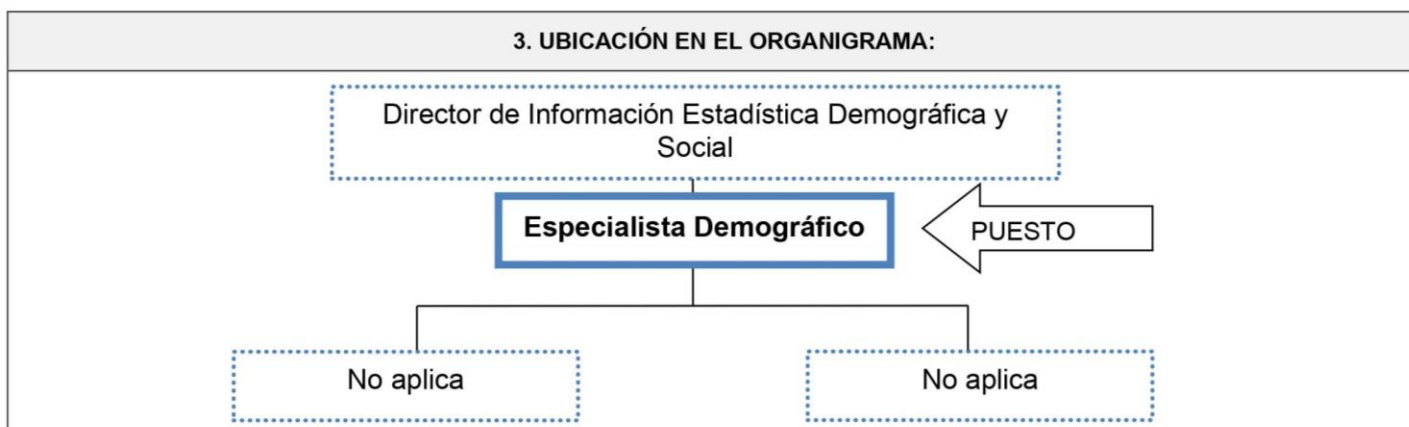 3. UBICACIÓN EN EL ORGANIGRAMA:
Director de Información Estadística Demográfica y
Social
Especialista Demográfico
PUESTO
No aplica
No aplica